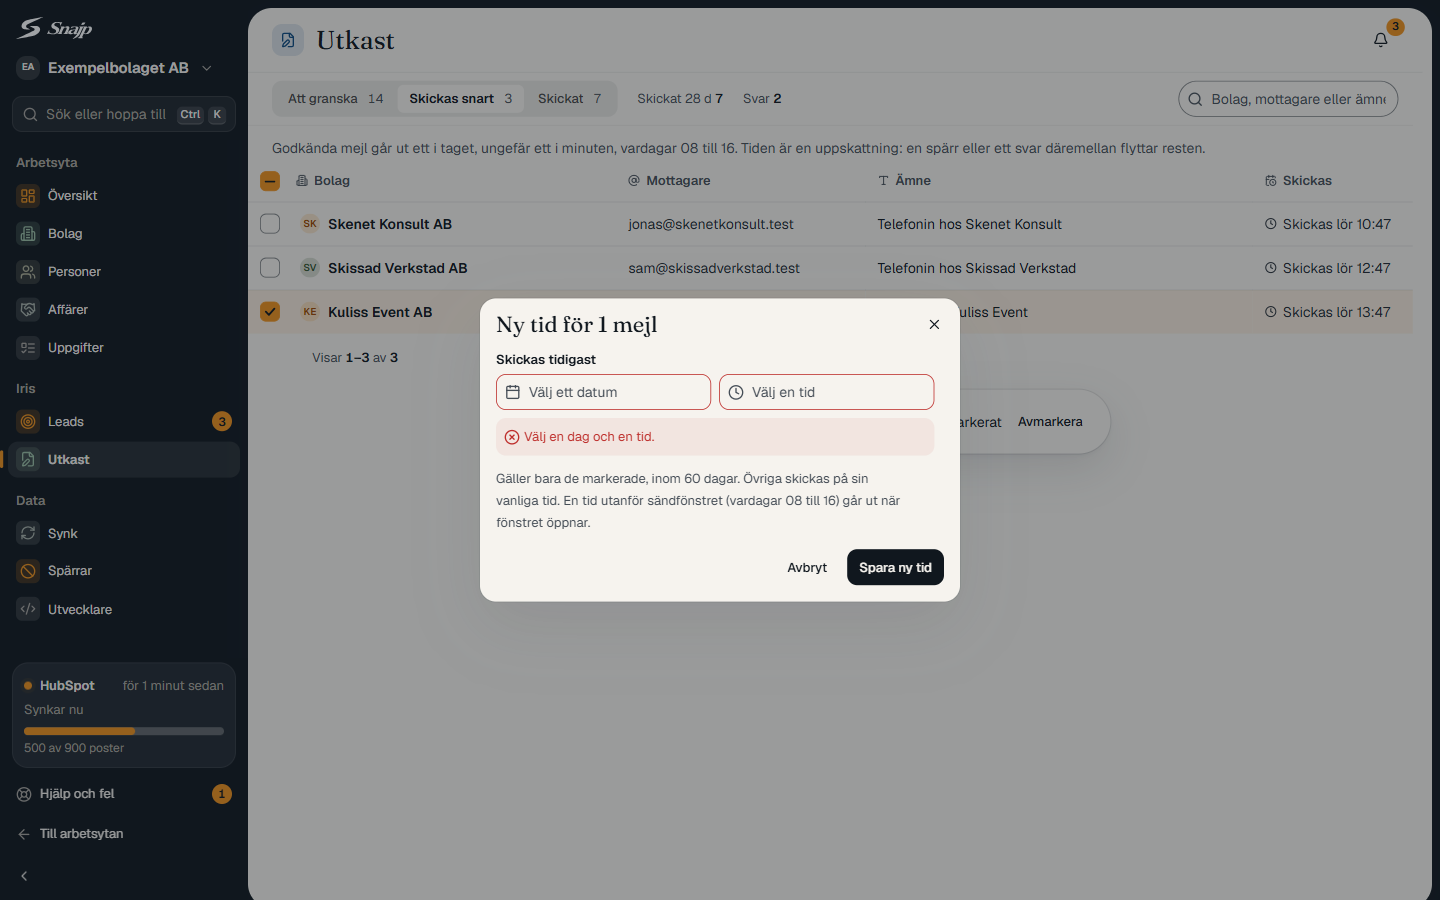 Snajp
EA Exempelbolaget AB
Sök eller hoppa till Ctrl K
Arbetsyta
Översikt
Bolag
Personer
Affärer
Uppgifter
Iris
Leads 3
Utkast
Data
Synk
Spärrar
Utvecklare
HubSpot för 1 minut sedan
Synkar nu
500 av 900 poster
Hjälp och fel 1
Till arbetsytan
Utkast
3
Att granska 14 Skickas snart 3 Skickat 7 Skickat 28 d 7 Svar 2
Bolag, mottagare eller ämne
Godkända mejl går ut ett i taget, ungefär ett i minuten, vardagar 08 till 16. Tiden är en uppskattning: en spärr eller ett svar däremellan flyttar resten.
Bolag Mottagare Ämne Skickas
SK Skenet Konsult AB jonas@skenetkonsult.test Telefonin hos Skenet Konsult Skickas lör 10:47
SV Skissad Verkstad AB sam@skissadverkstad.test Telefonin hos Skissad Verkstad Skickas lör 12:47
KE Kuliss Event AB uliss Event Skickas lör 13:47
Visar 1–3 av 3
arkerat Avmarkera
Ny tid för 1 mejl
Skickas tidigast
Välj ett datum Välj en tid
Välj en dag och en tid.
Gäller bara de markerade, inom 60 dagar. Övriga skickas på sin
vanliga tid. En tid utanför sändfönstret (vardagar 08 till 16) går ut när
fönstret öppnar.
Avbryt Spara ny tid